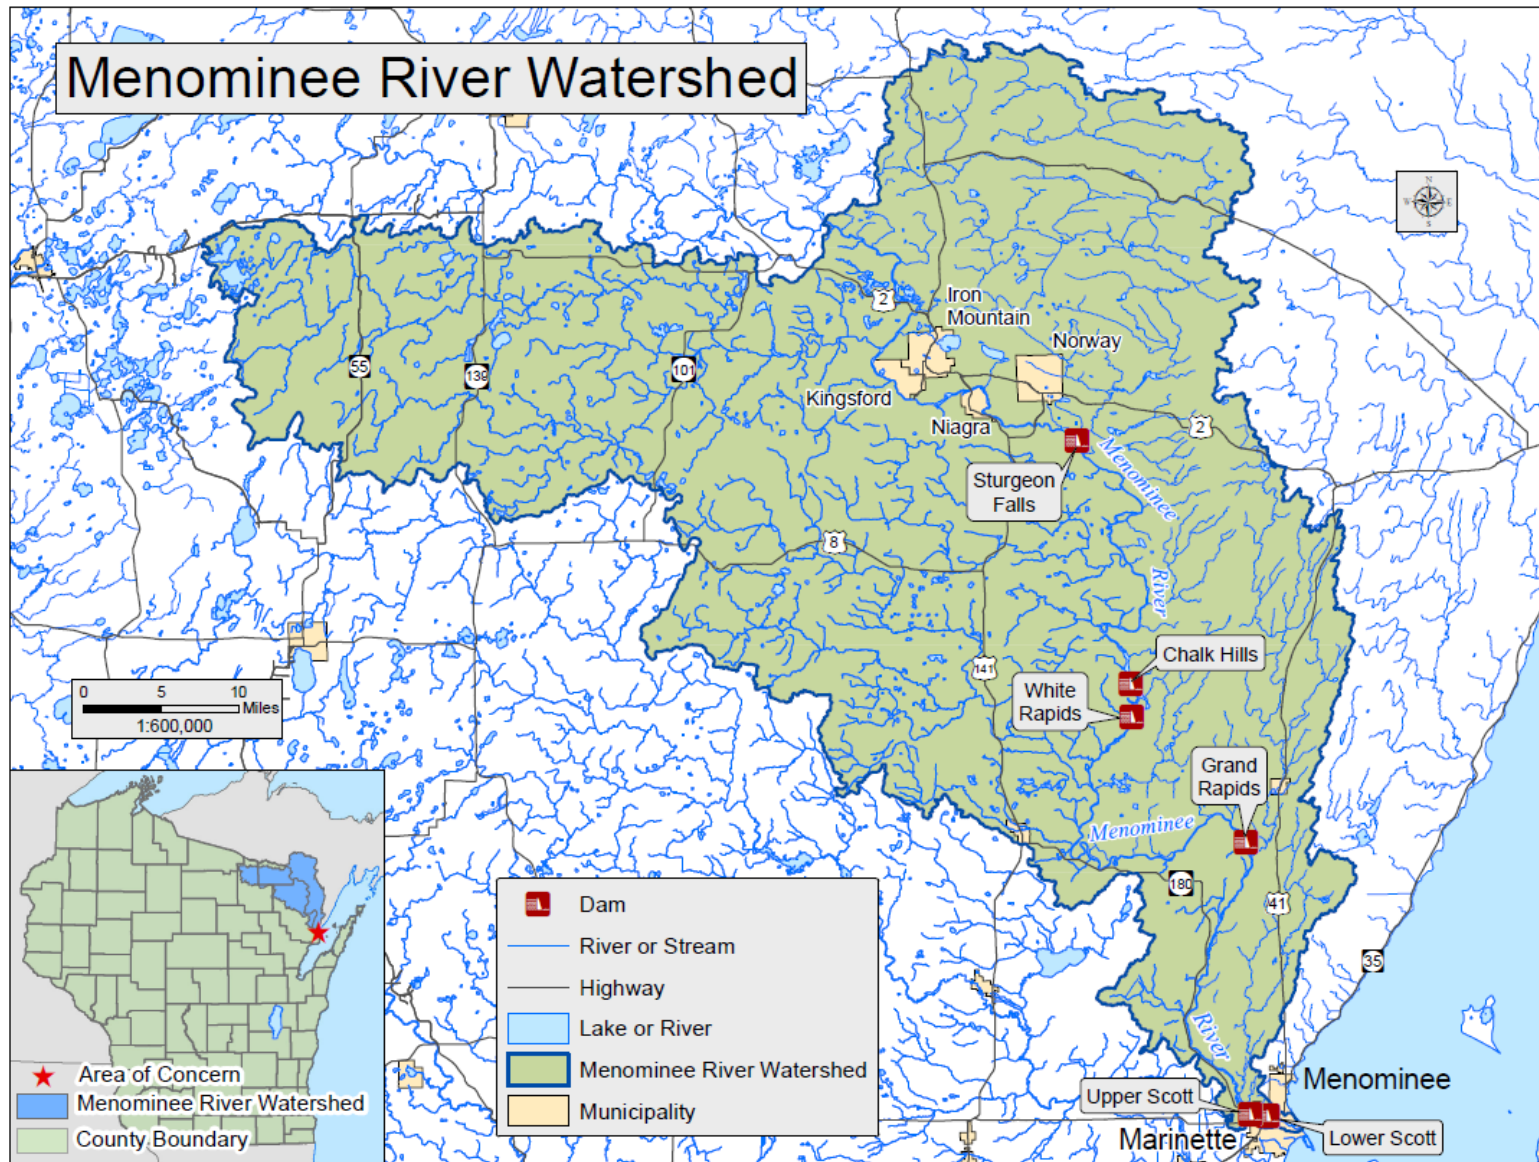 Menominee River Watershed
N
W
E
S
2
Iron
Mountain
Norway
55
139
101
Kingsford
Niagra
2
Menominee
Sturgeon
Falls
8
River
Chalk Hills
141
White
Rapids
0 5 10
Miles
1:600,000
Grand
Rapids
Menominee
180
41
35
Dam
River or Stream
Highway
Lake or River
Menominee River Watershed
Municipality
River
Area of Concern
Menominee River Watershed
County Boundary
Menominee
Upper Scott
Marinette
Lower Scott